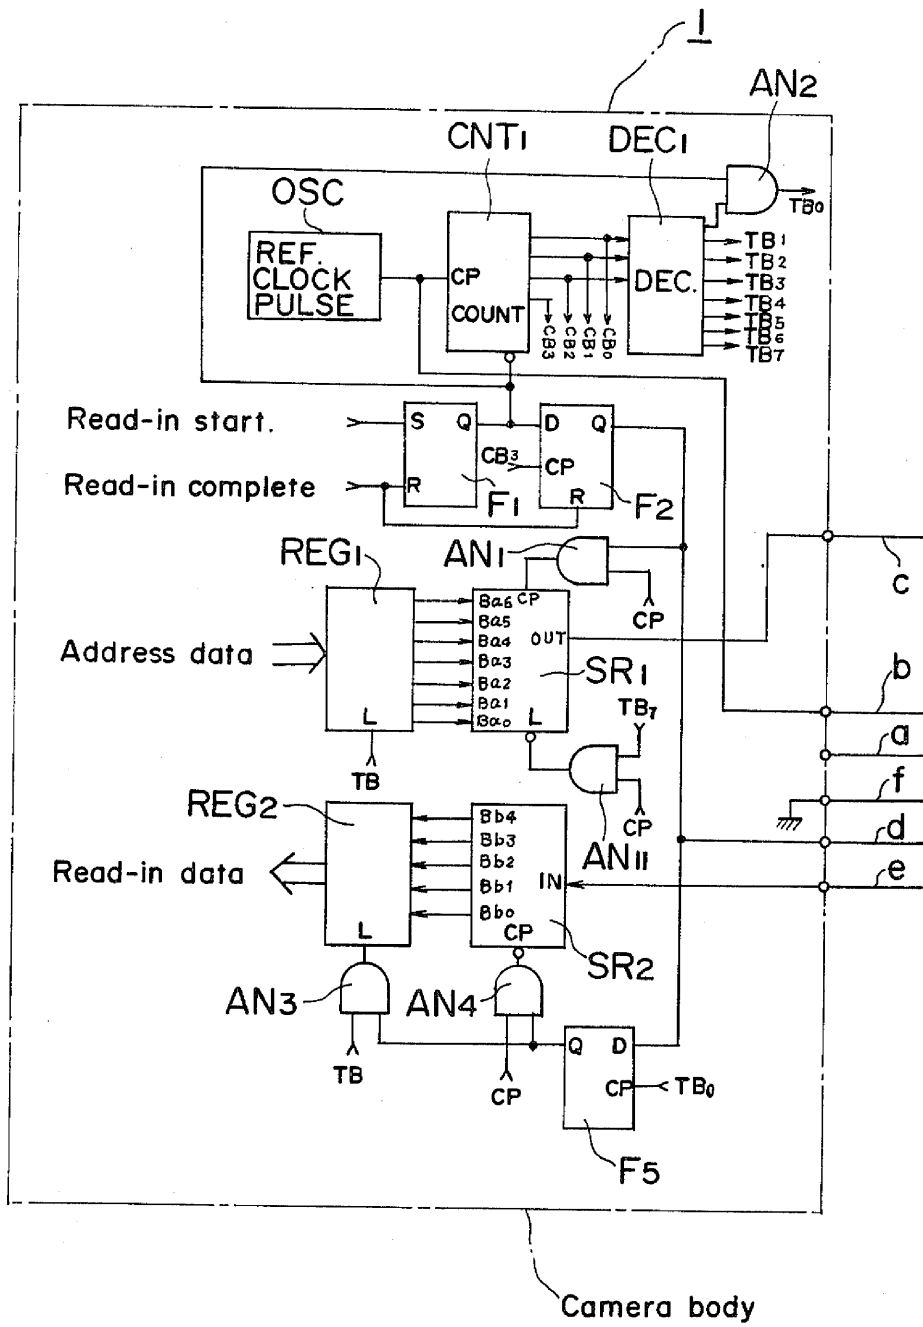 1
AN2
CNT1
DEC1
OSC
TB0
REF.
CLOCK
PULSE
CP
COUNT
DEC.
TB1
TB2
TB3
TB4
TB5
TB6
TB7
CB3
CB2
CB1
CB0
Read-in start.
S
Q
D
Q
CB3
CP
Read-in complete
R
F1
R
F2
REG1
AN1
c
CP
CP
Address data
Ba6
Ba5
Ba4
Ba3
Ba2
Ba1
Ba0
OUT
SR1
L
L
TB7
TB
b
a
f
d
e
REG2
CP
AN11
Read-in data
Bb4
Bb3
Bb2
Bb1
Bb0
IN
L
CP
SR2
AN3
AN4
TB
CP
Q
D
CP
TB0
F5
Camera body